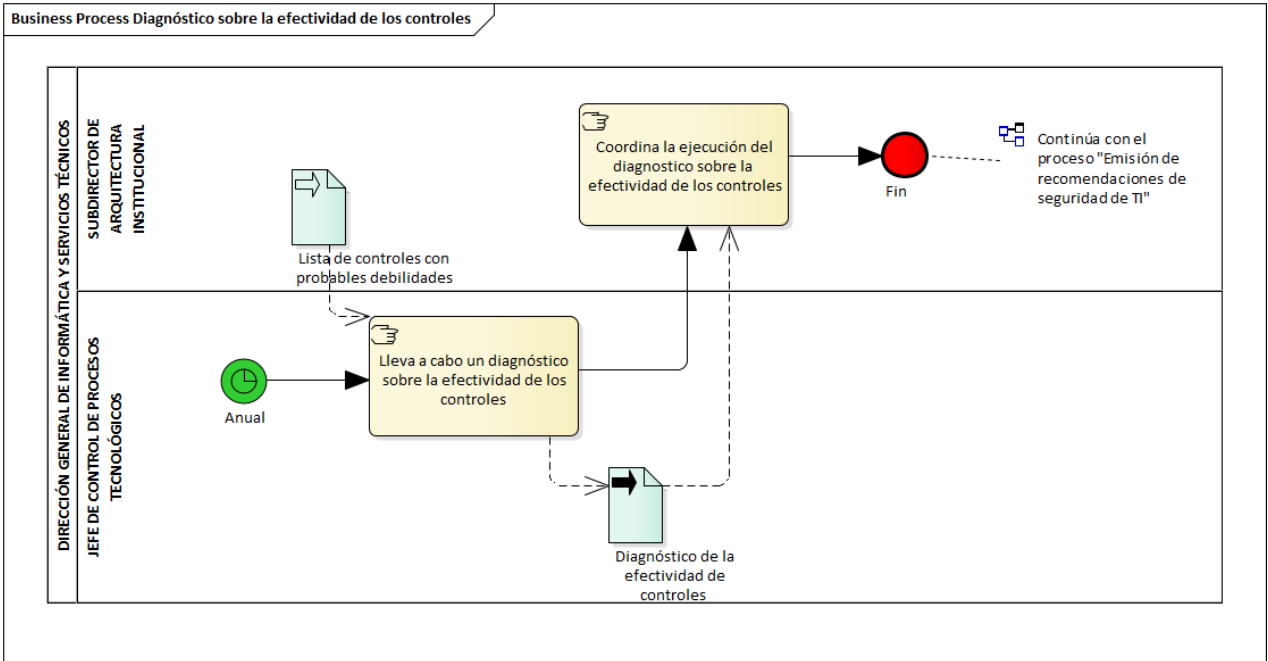 Business Process Diagnóstico sobre la efectividad de los controles
DIRECCIÓN GENERAL DE INFORMÁTICA Y SERVICIOS TÉCNICOS
SUBDIRECTOR DE
ARQUITECTURA
INSTITUCIONAL
Lista de controles con
probables debilidades
Coordina la ejecución del
diagnostico sobre la
efectividad de los controles
Fin
Continúa con el
proceso "Emisión de
recomendaciones de
seguridad de TI"
JEFE DE CONTROL DE PROCESOS
TECNOLÓGICOS
Anual
Lleva a cabo un diagnóstico
sobre la efectividad de los
controles
Diagnóstico de la
efectividad de
controles